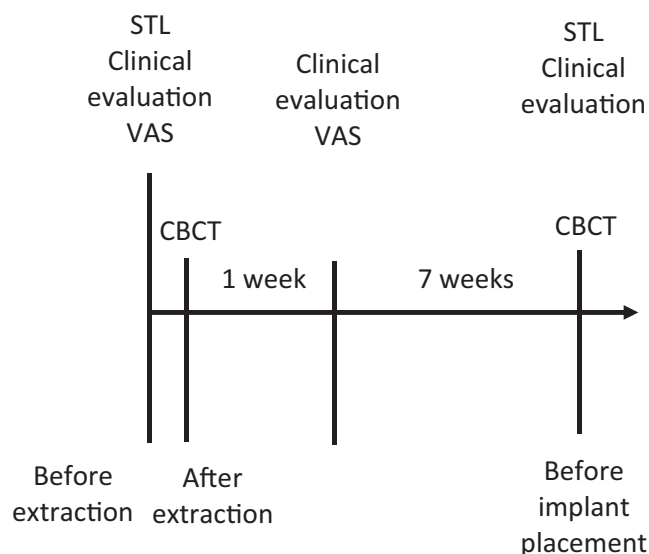 STL
Clinical
evaluation
VAS
Clinical
evaluation
VAS
STL
Clinical
evaluation
CBCT
CBCT
1 week
7 weeks
Before
extraction
After
extraction
Before
implant
placement